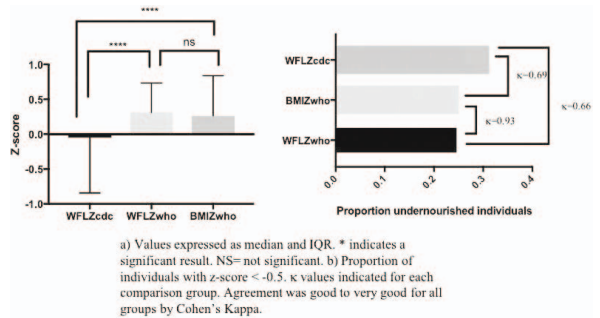 ****
****
ns
Z-score
1.0
0.5
0.0
-0.5
-1.0
WFLZcdc
WFLZwho
BMIZwho
WFLZcdc
BMIZwho
WFLZwho
κ=0.69
κ=0.93
κ=0.66
0.0
0.1
0.2
0.3
0.4
Proportion undernourished individuals
a) Values expressed as median and IQR. * indicates a
significant result. NS= not significant. b) Proportion of
individuals with z-score < -0.5. κ values indicated for each
comparison group. Agreement was good to very good for all
groups by Cohen's Kappa.